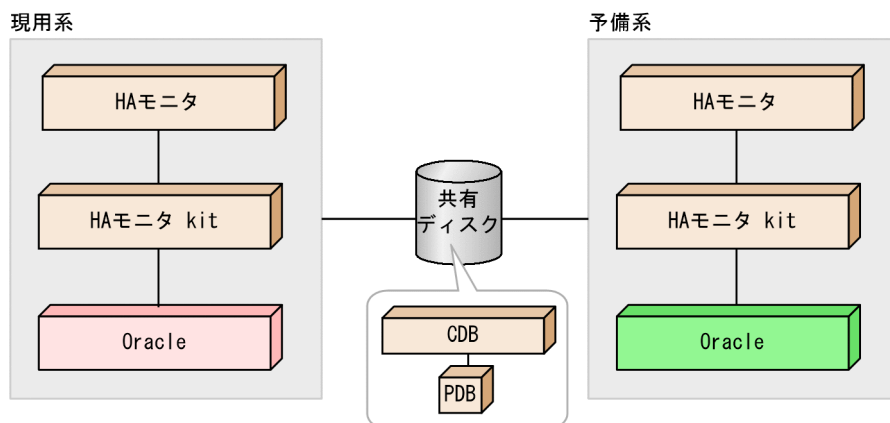 現用系
予備系
HAモニタ
HAモニタ
HAモニタ kit
共有
ディスク
HAモニタ kit
Oracle
CDB
PDB
Oracle